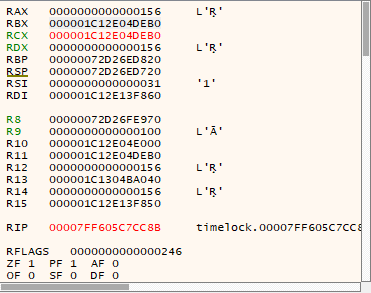 RAX 0000000000000156 L'Ŗ'
RBX 000001C12E04DEB0
RCX 000001C12E04DEB0
RDX 0000000000000156 L'Ŗ'
RBP 00000072D26ED820
RSP 00000072D26ED720
RSI 0000000000000031 '1'
RDI 000001C12E13F860
R8 00000072D26FE970
R9 0000000000000100 L'Ā'
R10 000001C12E04E000
R11 000001C12E04DEB0
R12 0000000000000156 L'Ŗ'
R13 000001C1304BA040
R14 0000000000000156 L'Ŗ'
R15 000001C12E13F850
RIP 00007FF605C7CC8B timelock.00007FF605C7CC8
RFLAGS 0000000000000246
ZF 1 PF 1 AF 0
OF 0 SF 0 DF 0